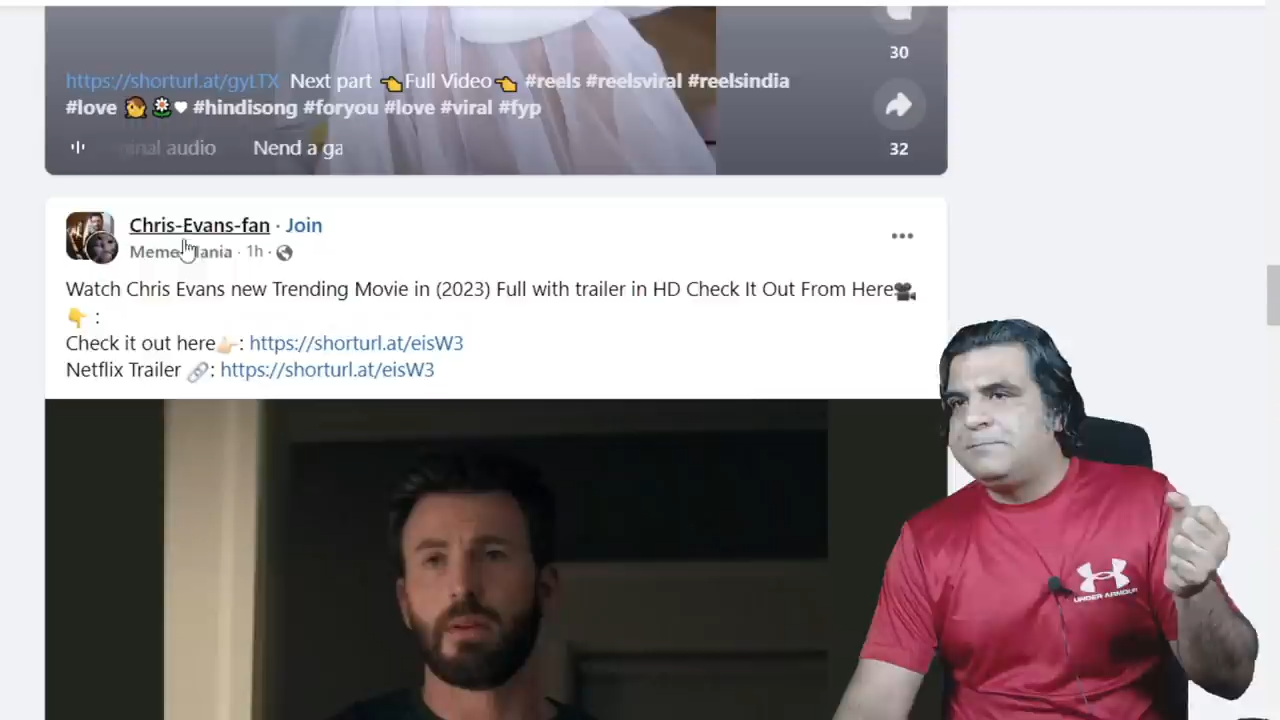 30
https://shorturl.at/gyLTX Next part 👈Full Video👈 #reels #reelsviral #reelsindia
#love 🙋🌼♥ #hindisong #foryou #love #viral #fyp
audio Nend a ga
32
Chris-Evans-fan · Join
Meme Mania · 1h ·
Watch Chris Evans new Trending Movie in (2023) Full with trailer in HD Check It Out From Here🎥
👇 :
Check it out here👉🏻: https://shorturl.at/eisW3
Netflix Trailer 🔗: https://shorturl.at/eisW3
UNDER ARMOUR